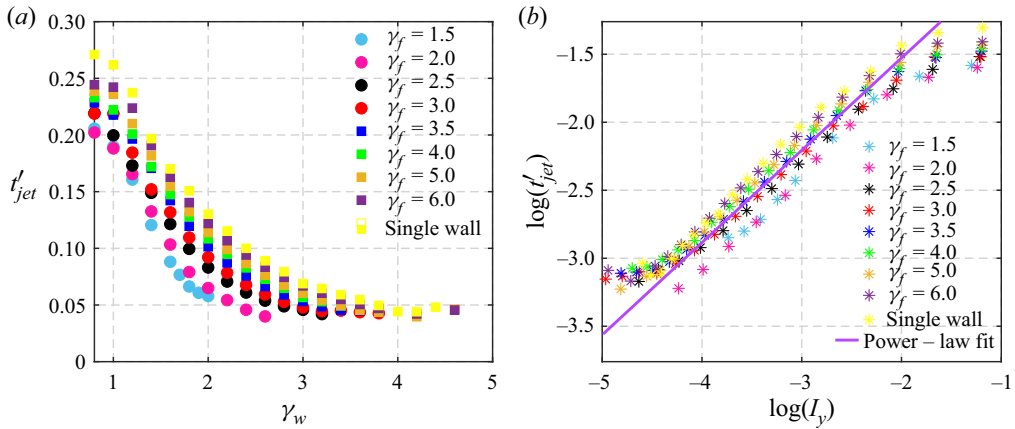 (a)
0.30
0.25
0.20
0.15
0.10
0.05
0
t′jet
1 2 3 4 5
γw
γf = 1.5
γf = 2.0
γf = 2.5
γf = 3.0
γf = 3.5
γf = 4.0
γf = 5.0
γf = 6.0
Single wall
(b)
−1.5
−2.0
−2.5
−3.0
−3.5
log(t′jet)
−5 −4 −3 −2 −1
log(Iy)
γf = 1.5
γf = 2.0
γf = 2.5
γf = 3.0
γf = 3.5
γf = 4.0
γf = 5.0
γf = 6.0
Single wall
Power – law fit